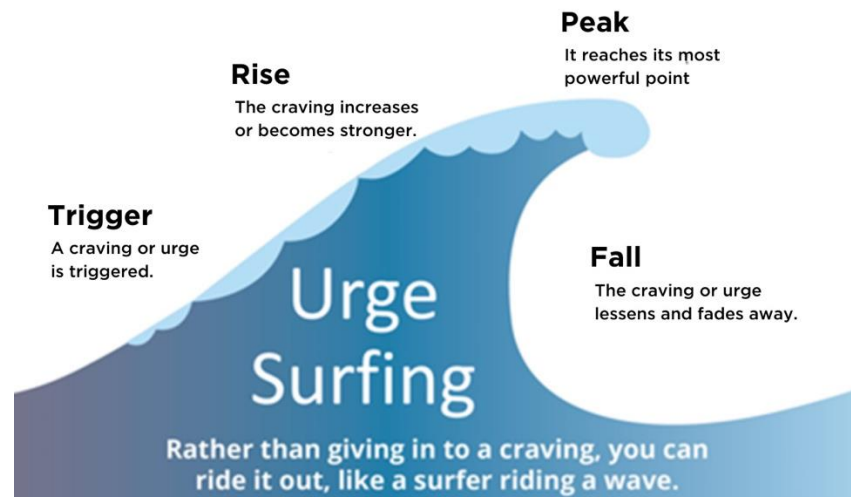 Peak
It reaches its most
powerful point
Rise
The craving increases
or becomes stronger.
Trigger
A craving or urge
is triggered.
Fall
The craving or urge
lessens and fades away.
Urge
Surfing
Rather than giving in to a craving, you can
ride it out, like a surfer riding a wave.